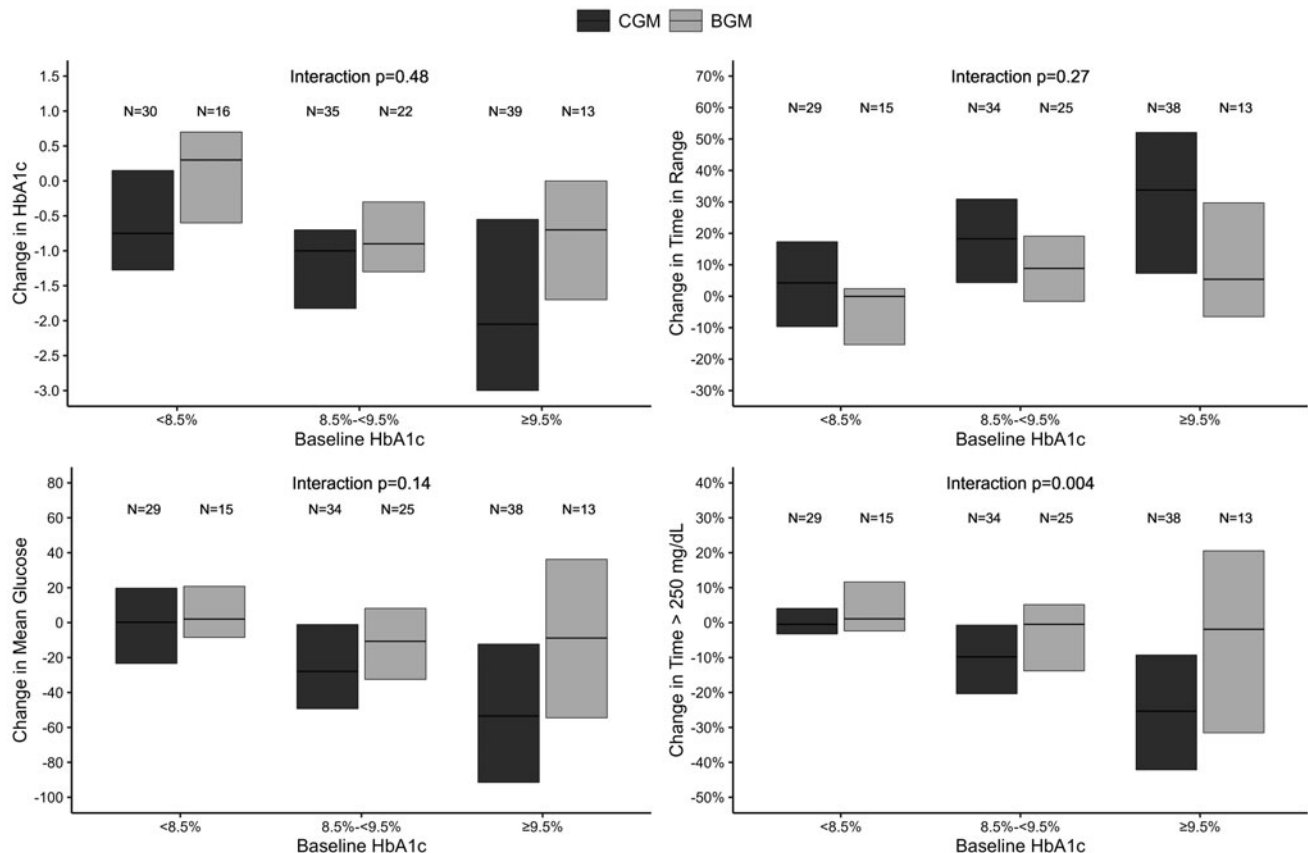 CGM BGM
Interaction p=0.48
N=30 N=16 N=35 N=22 N=39 N=13
Change in HbA1c
1.5
1.0
0.5
0.0
-0.5
-1.0
-1.5
-2.0
-2.5
-3.0
<8.5% 8.5%-<9.5% ≥9.5%
Baseline HbA1c
Interaction p=0.27
N=29 N=15 N=34 N=25 N=38 N=13
Change in Time in Range
70%
60%
50%
40%
30%
20%
10%
0%
-10%
-20%
-30%
<8.5% 8.5%-<9.5% ≥9.5%
Baseline HbA1c
Interaction p=0.14
N=29 N=15 N=34 N=25 N=38 N=13
Change in Mean Glucose
80
60
40
20
0
-20
-40
-60
-80
-100
<8.5% 8.5%-<9.5% ≥9.5%
Baseline HbA1c
Interaction p=0.004
N=29 N=15 N=34 N=25 N=38 N=13
Change in Time > 250 mg/dL
40%
30%
20%
10%
0%
-10%
-20%
-30%
-40%
-50%
<8.5% 8.5%-<9.5% ≥9.5%
Baseline HbA1c